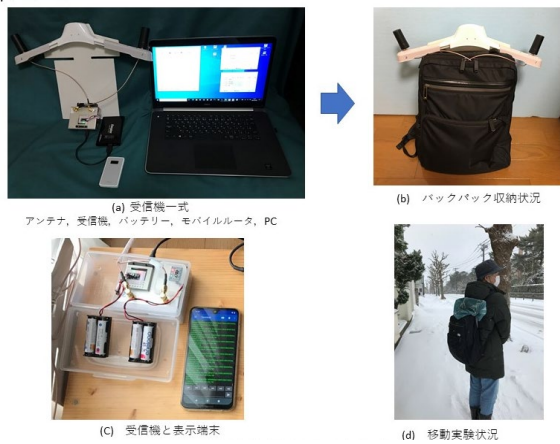 (a) 受信機一式
アンテナ，受信機，バッテリー，モバイルルータ，PC
(b) バックパック収納状況
(C) 受信機と表示端末
(d) 移動実験状況